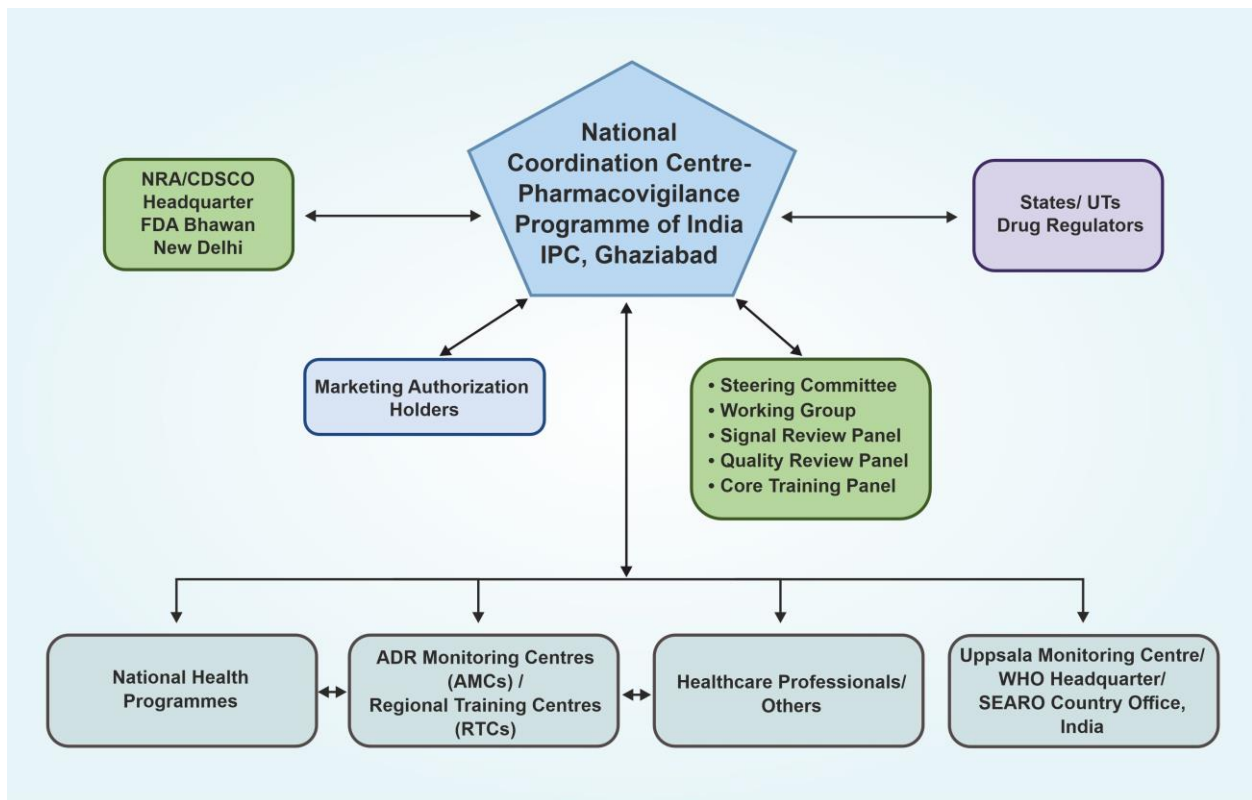 National
Coordination Centre-
Pharmacovigilance
Programme of India
IPC, Ghaziabad
NRA/CDSCO
Headquarter
FDA Bhawan
New Delhi
States/ UTs
Drug Regulators
Marketing Authorization
Holders
• Steering Committee
• Working Group
• Signal Review Panel
• Quality Review Panel
• Core Training Panel
National Health
Programmes
ADR Monitoring Centres
(AMCs) /
Regional Training Centres
(RTCs)
Healthcare Professionals/
Others
Uppsala Monitoring Centre/
WHO Headquarter/
SEARO Country Office,
India